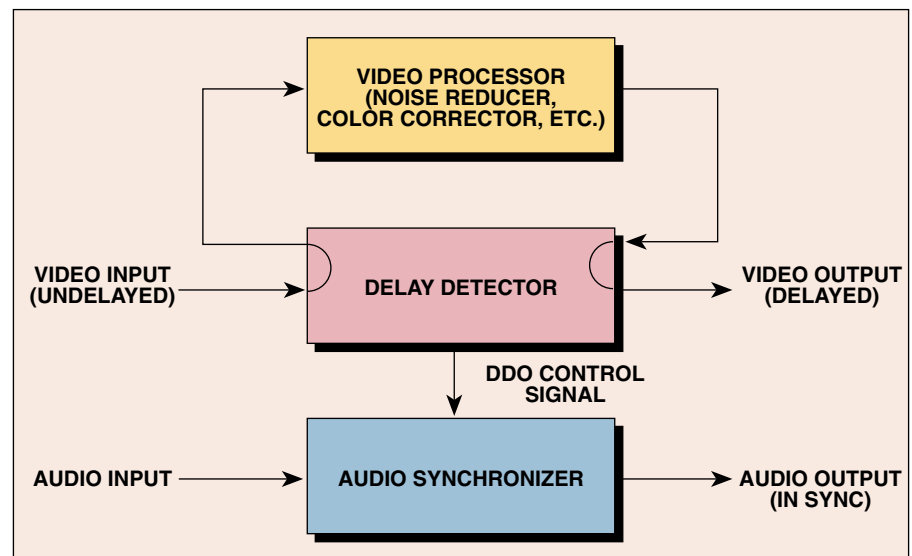 VIDEO PROCESSOR
(NOISE REDUCER,
COLOR CORRECTOR, ETC.)
VIDEO INPUT
(UNDELAYED)
DELAY DETECTOR
VIDEO OUTPUT
(DELAYED)
DDO CONTROL
SIGNAL
AUDIO INPUT
AUDIO SYNCHRONIZER
AUDIO OUTPUT
(IN SYNC)